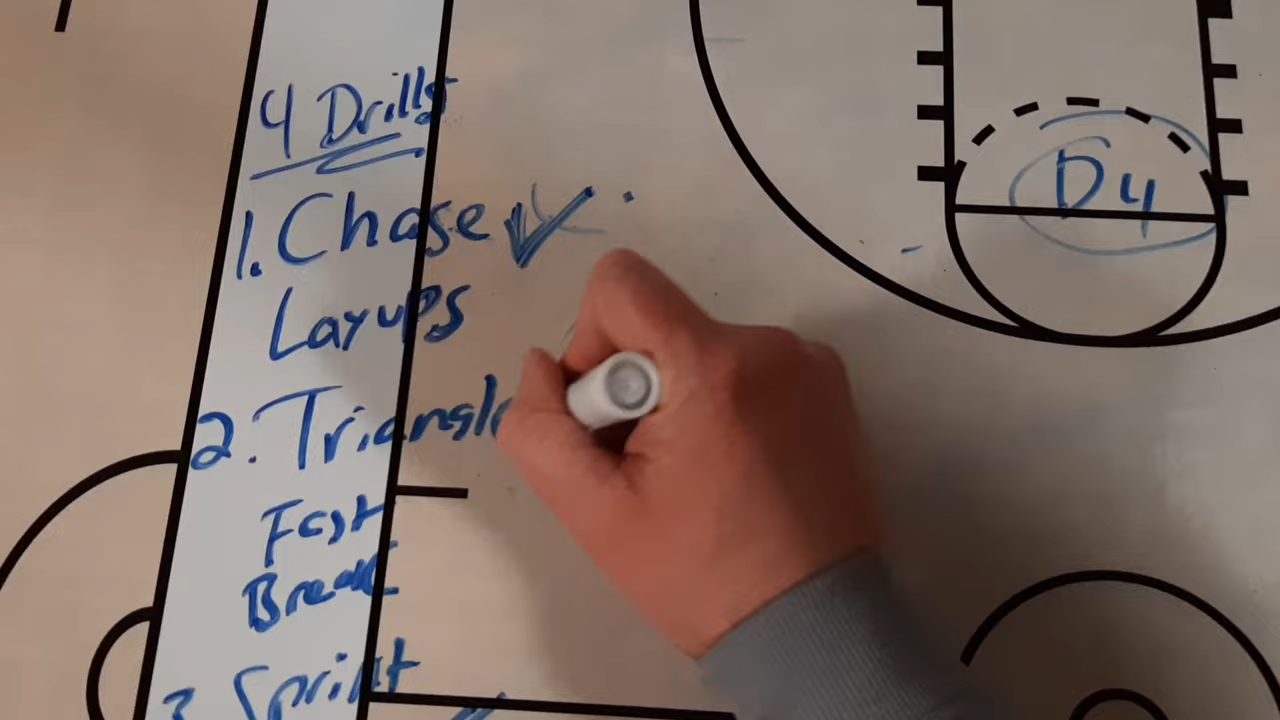 4 Drills
1. Chase
Layups
2. Triangle
Fast
Break
3. Sprint
D4